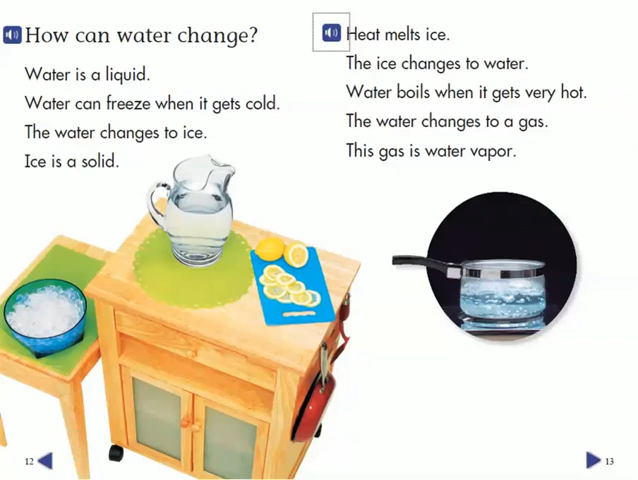 How can water change?
Water is a liquid.
Water can freeze when it gets cold.
The water changes to ice.
Ice is a solid.
Heat melts ice.
The ice changes to water.
Water boils when it gets very hot.
The water changes to a gas.
This gas is water vapor.
12
13